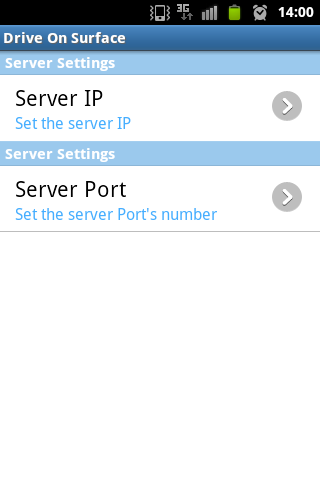 3G 14:00
Drive On Surface
Server Settings
Server IP
Set the server IP
Server Settings
Server Port
Set the server Port's number